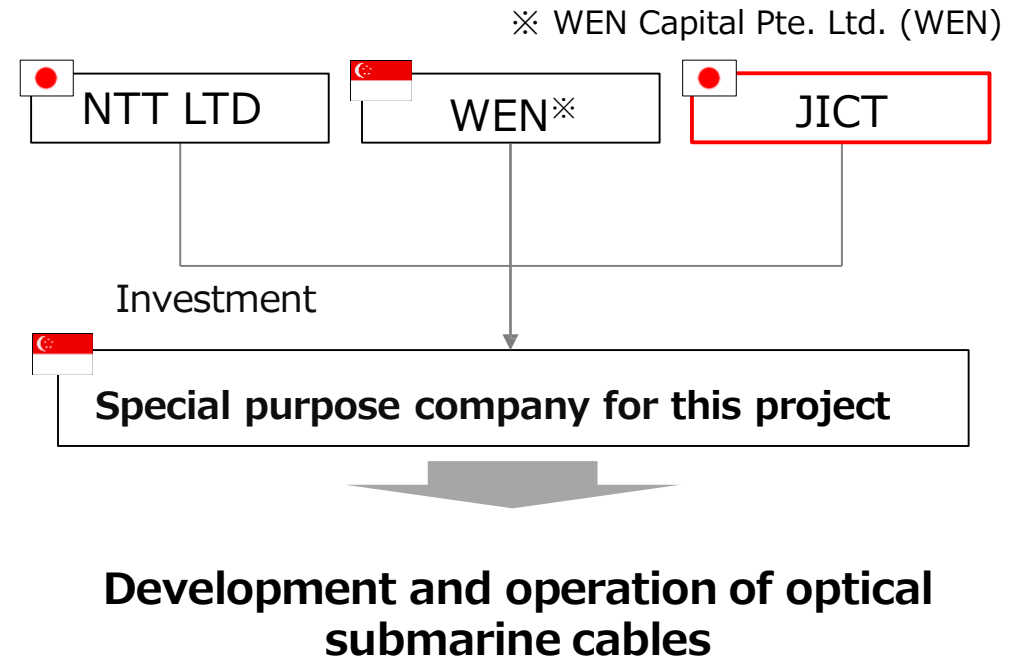 ※ WEN Capital Pte. Ltd. (WEN)
NTT LTD
WEN※
JICT
Investment
Special purpose company for this project
Development and operation of optical
submarine cables